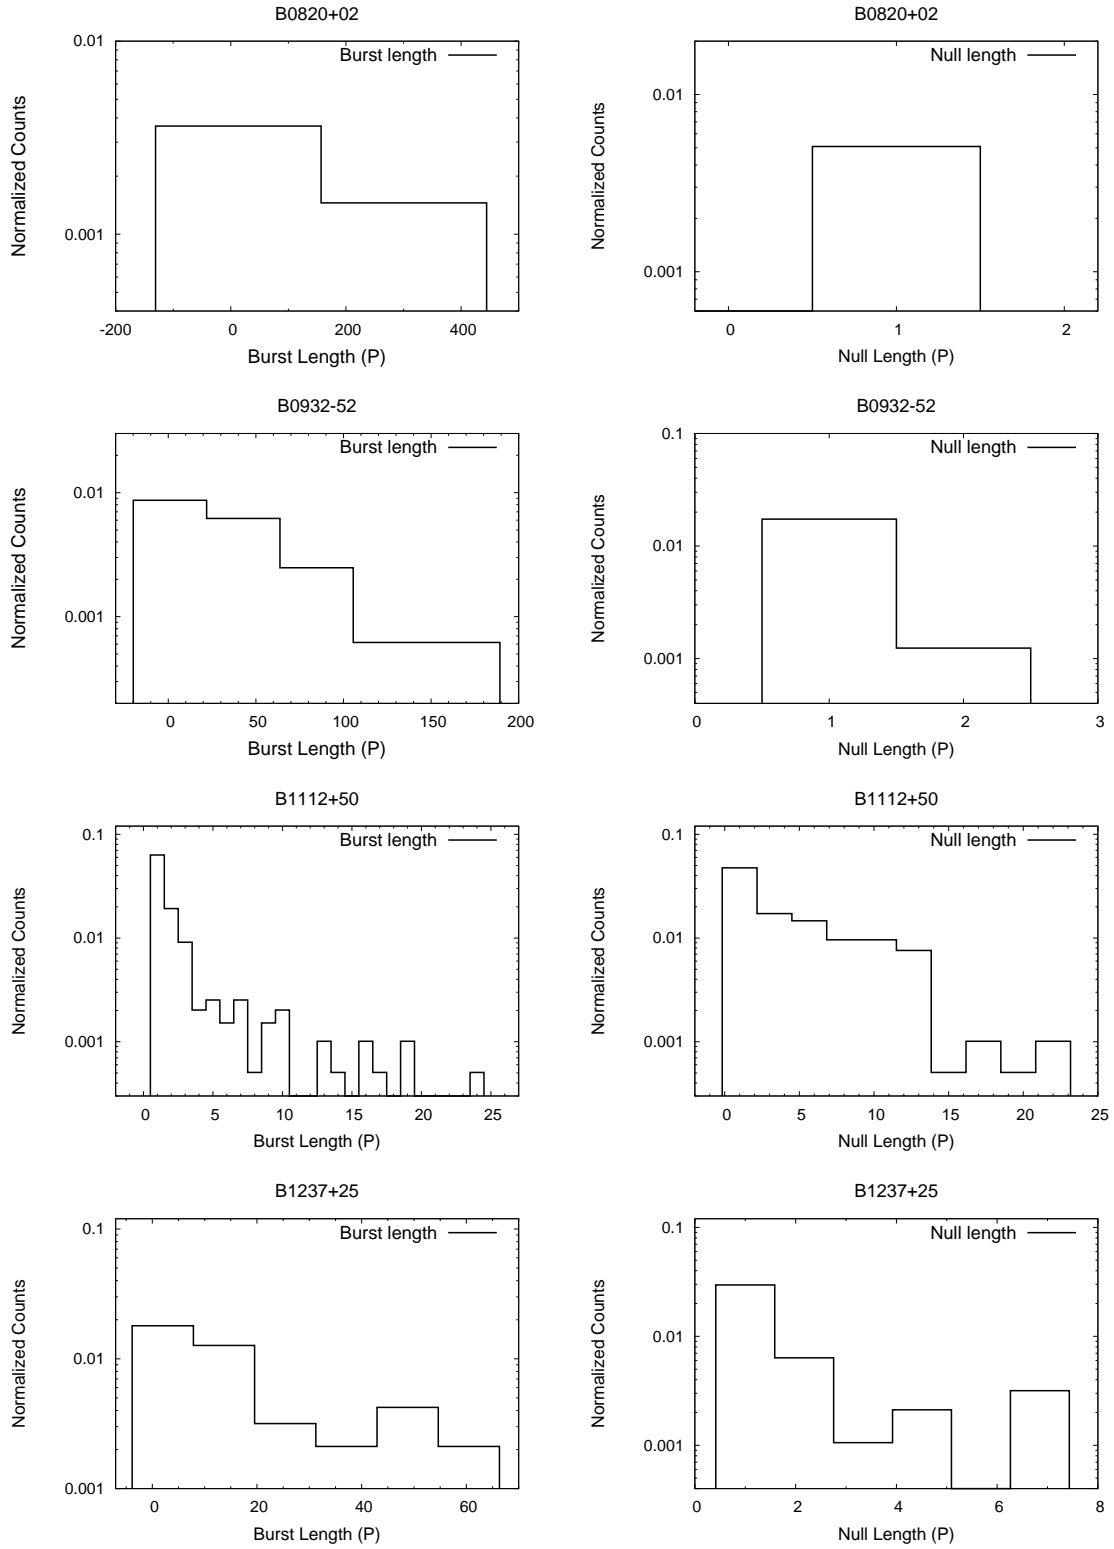 B0820+02
B0820+02
Burst length
Null length
Normalized Counts
0.01
0.001
-200 0 200 400
Burst Length (P)
Normalized Counts
0.01
0.001
0 1 2
Null Length (P)
B0932-52
B0932-52
Burst length
Null length
Normalized Counts
0.01
0.001
0 50 100 150 200
Burst Length (P)
Normalized Counts
0.1
0.01
0.001
0 1 2 3
Null Length (P)
B1112+50
B1112+50
Burst length
Null length
Normalized Counts
0.1
0.01
0.001
0 5 10 15 20 25
Burst Length (P)
Normalized Counts
0.1
0.01
0.001
0 5 10 15 20 25
Null Length (P)
B1237+25
B1237+25
Burst length
Null length
Normalized Counts
0.1
0.01
0.001
0 20 40 60
Burst Length (P)
Normalized Counts
0.1
0.01
0.001
0 2 4 6 8
Null Length (P)